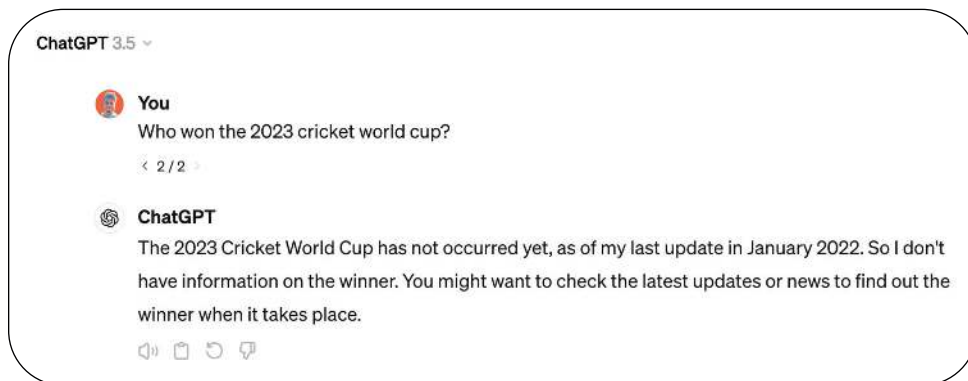 ChatGPT 3.5
You
Who won the 2023 cricket world cup?
< 2/2 >
ChatGPT
The 2023 Cricket World Cup has not occurred yet, as of my last update in January 2022. So I don't
have information on the winner. You might want to check the latest updates or news to find out the
winner when it takes place.